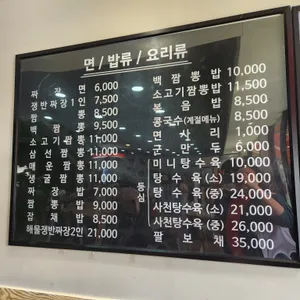 면 / 밥류 / 요리류
짜 장 면 6,000
쟁반짜장 1인 7,500
짬 뽕 8,500
백 짬 뽕 9,500
소고기짬뽕 11,000
삼선짬뽕 11,000
매운짬뽕 11,000
생굴짬뽕 11,000
짜 장 밥 7,000
짬 뽕 밥 9,000
잡 채 밥 8,500
해물쟁반짜장2인 21,000
백 짬 뽕 밥 10,000
소고기짬뽕밥 11,500
볶 음 밥 8,500
콩국수(계절메뉴) 8,500
면 사 리 1,000
군 만 두 6,000
등심
미니탕수육 10,000
탕 수 육 (소) 19,000
탕 수 육 (중) 24,000
사천탕수육 (소) 21,000
사천탕수육 (중) 26,000
팔 보 채 35,000